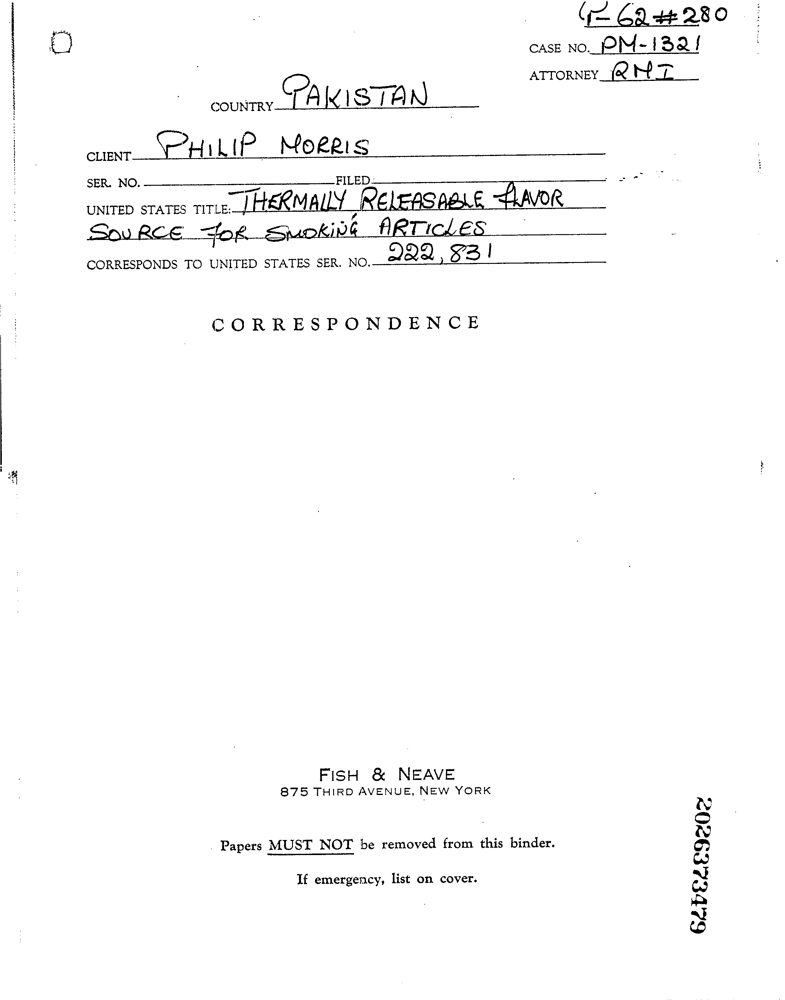 P-62 #280
CASE NO. PM-1321
ATTORNEY RMI
COUNTRY PAKISTAN
CLIENT PHILIP MORRIS
SER. NO. FILED
UNITED STATES TITLE: THERMALLY RELEASABLE FLAVOR
SOURCE FOR SMOKING ARTICLES
CORRESPONDS TO UNITED STATES SER. NO. 222,831
CORRESPONDENCE
FISH & NEAVE
875 THIRD AVENUE, NEW YORK
Papers MUST NOT be removed from this binder.
If emergency, list on cover.
2026373479